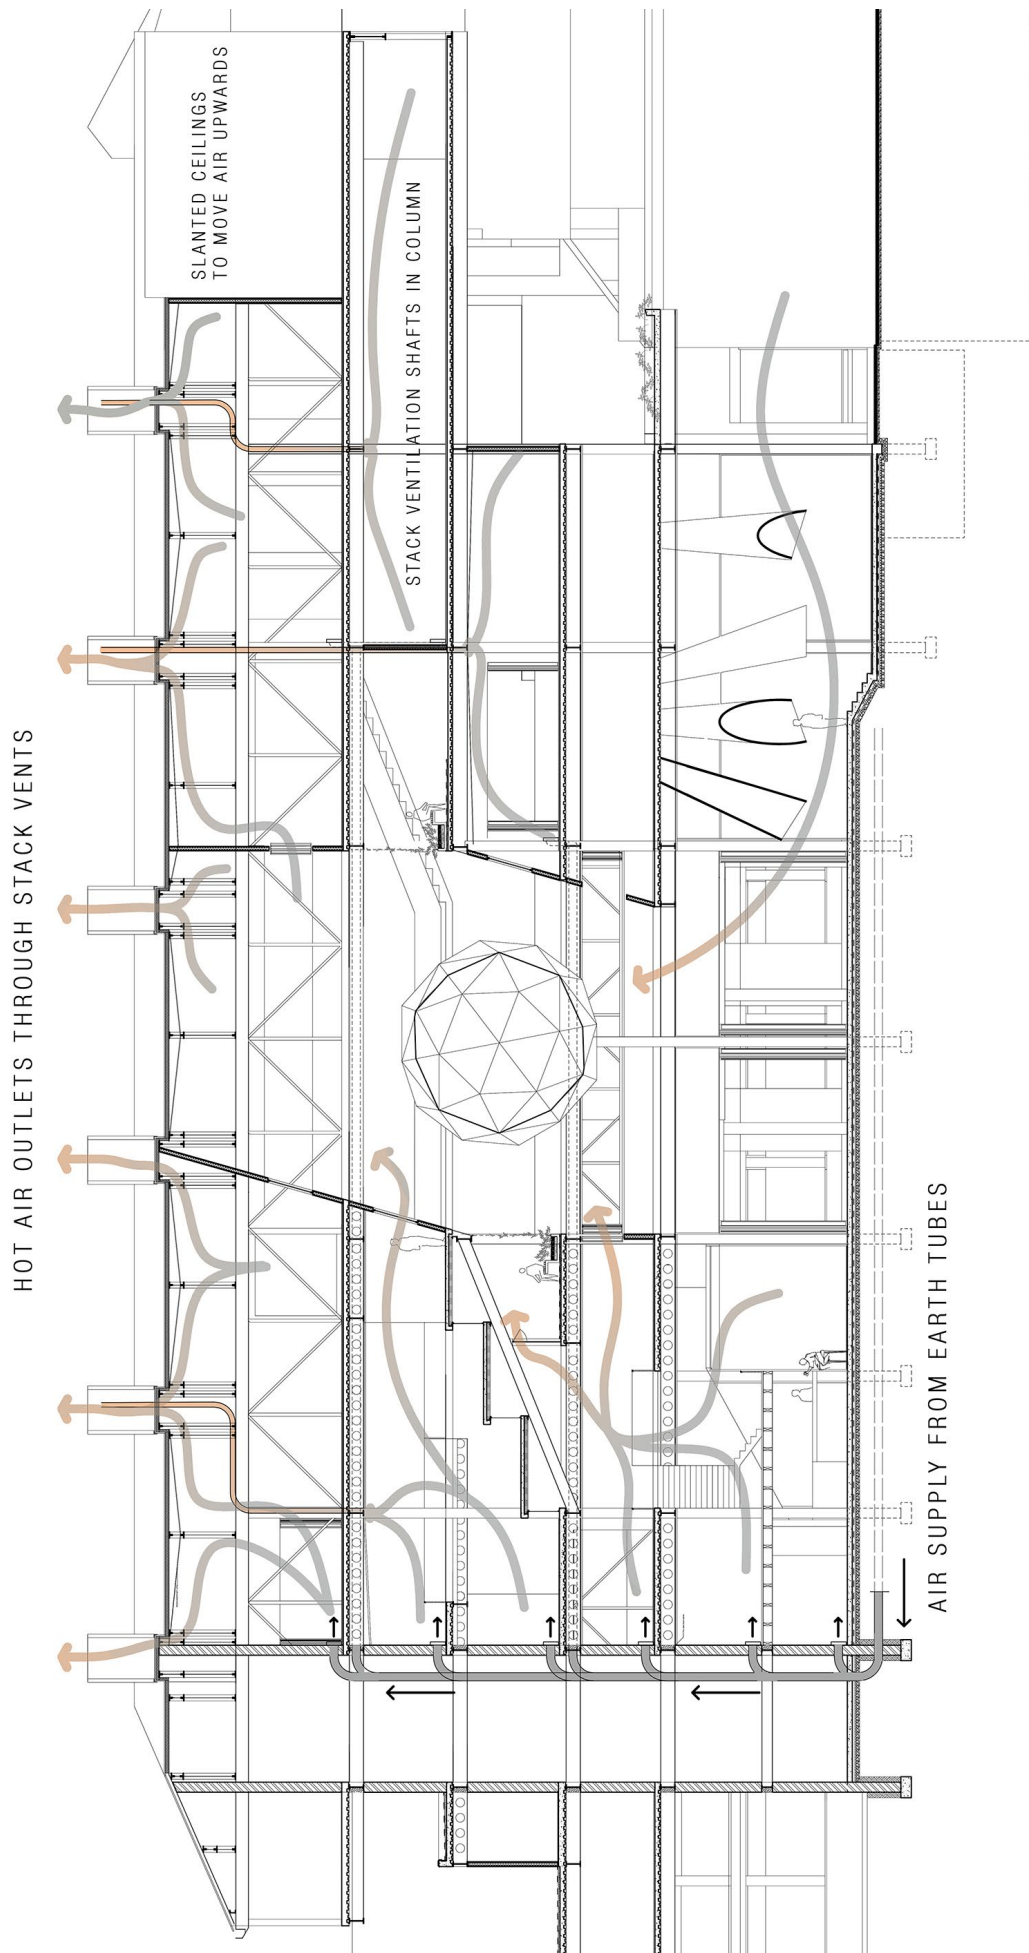 HOT AIR OUTLETS THROUGH STACK VENTS
SLANTED CEILINGS
TO MOVE AIR UPWARDS
STACK VENTILATION SHAFTS IN COLUMN
AIR SUPPLY FROM EARTH TUBES